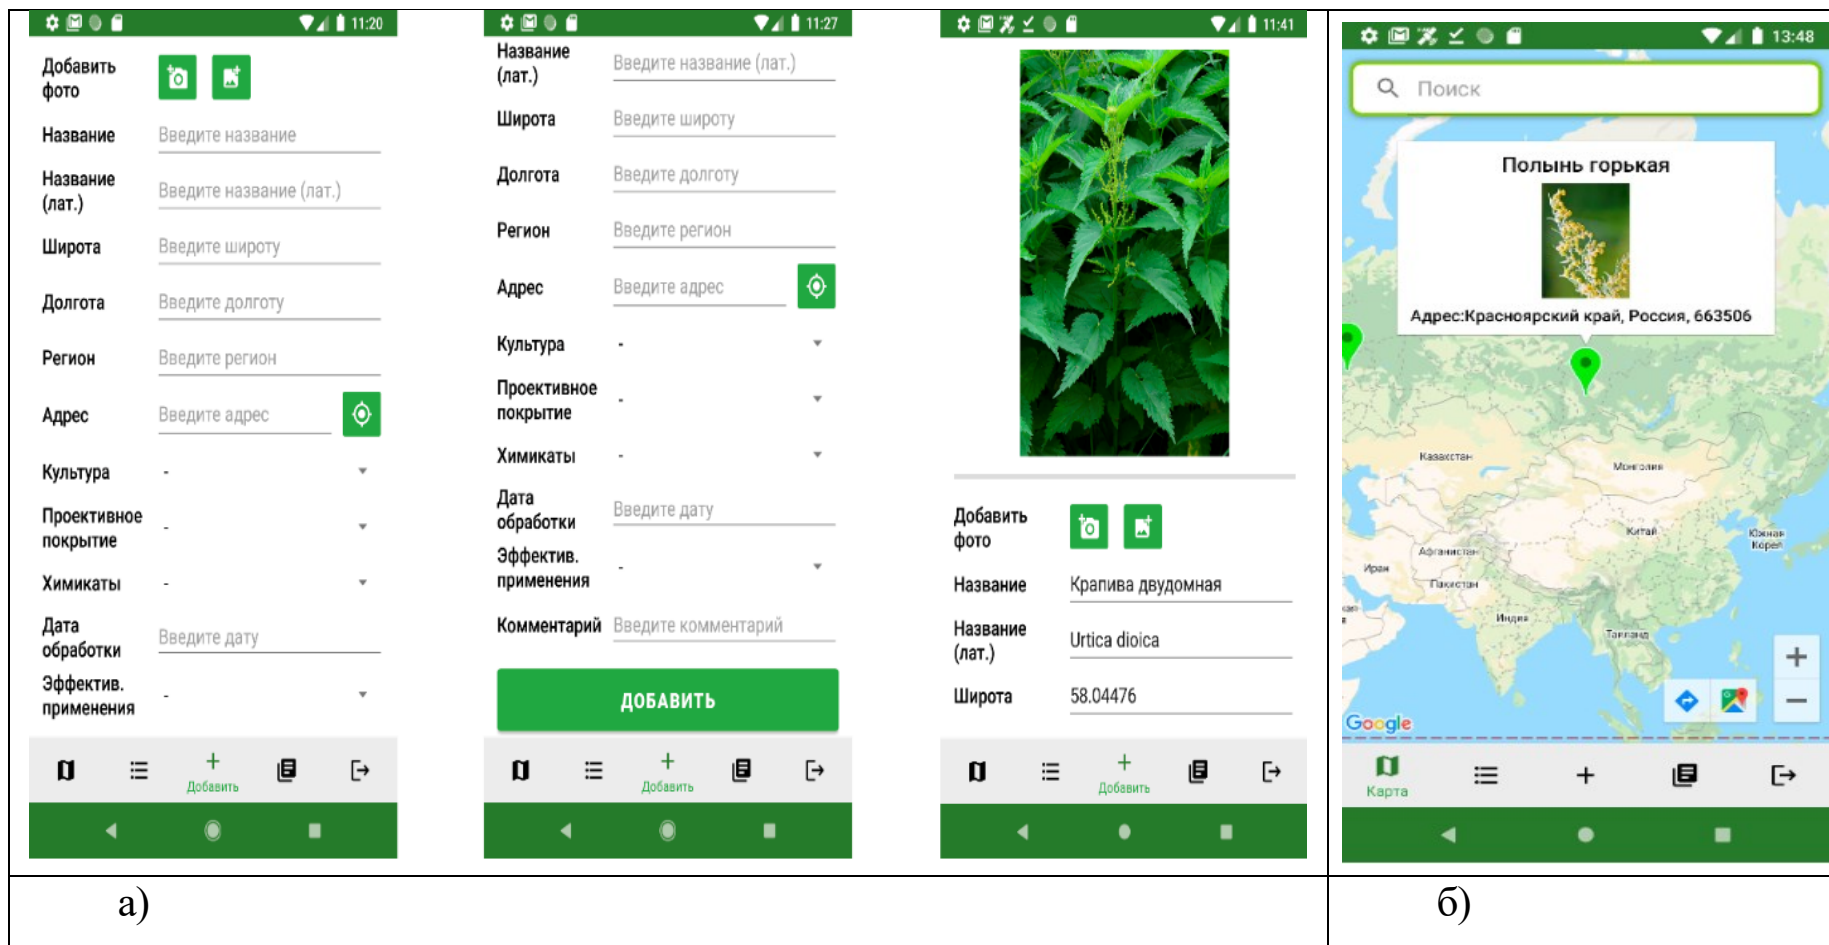 11:20
Добавить
фото
Название
Введите название
Название
(лат.)
Введите название (лат.)
Широта
Введите широту
Долгота
Введите долготу
Регион
Введите регион
Адрес
Введите адрес
Культура
-
Проективное
покрытие
-
Химикаты
-
Дата
обработки
Введите дату
Эффектив.
применения
-
Добавить
11:27
Название
(лат.)
Введите название (лат.)
Широта
Введите широту
Долгота
Введите долготу
Регион
Введите регион
Адрес
Введите адрес
Культура
-
Проективное
покрытие
-
Химикаты
-
Дата
обработки
Введите дату
Эффектив.
применения
-
Комментарий
Введите комментарий
ДОБАВИТЬ
Добавить
11:41
Добавить
фото
Название
Крапива двудомная
Название
(лат.)
Urtica dioica
Широта
58.04476
Добавить
а)
13:48
Поиск
Полынь горькая
Адрес:Красноярский край, Россия, 663506
Казахстан
Монголия
Китай
Южная
Корея
Афганистан
Иран
Пакистан
Индия
Таиланд
Google
Карта
б)